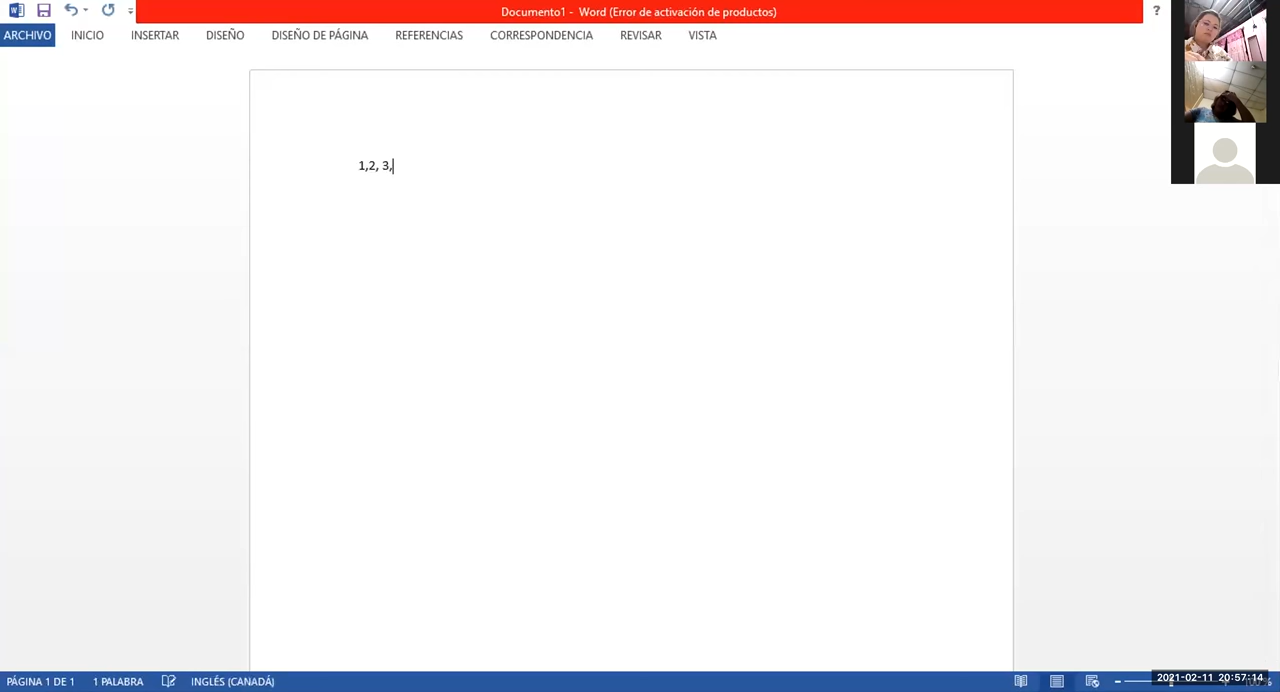 Documento1 - Word (Error de activación de productos)
?
ARCHIVO INICIO INSERTAR DISEÑO DISEÑO DE PÁGINA REFERENCIAS CORRESPONDENCIA REVISAR VISTA
1,2, 3,
PÁGINA 1 DE 1 1 PALABRA INGLÉS (CANADÁ) 2021-02-11 20:57:14